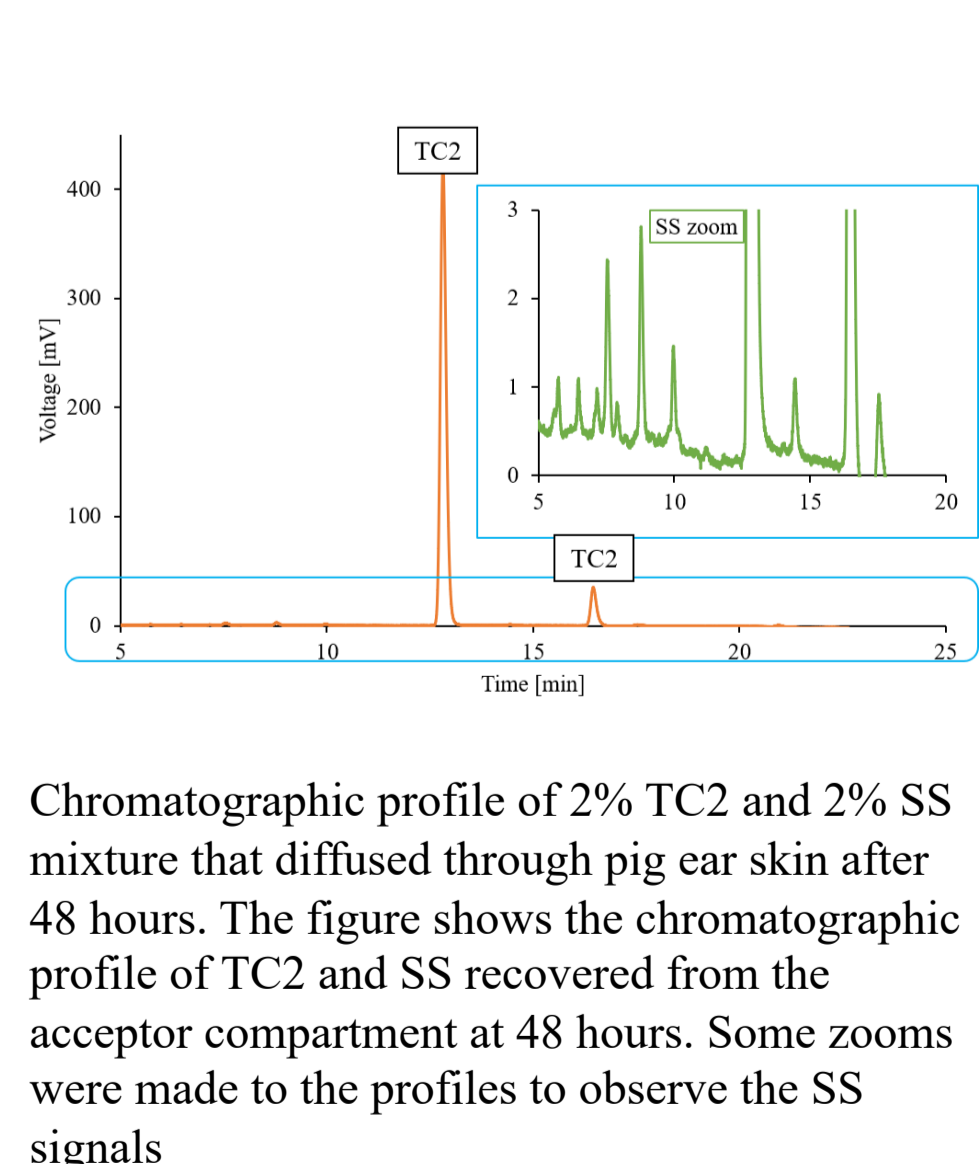 TC2
400
300
200
100
0
Voltage [mV]
5
10
15
20
25
Time [min]
SS zoom
3
2
1
0
5
10
15
20
TC2
Chromatographic profile of 2% TC2 and 2% SS
mixture that diffused through pig ear skin after
48 hours. The figure shows the chromatographic
profile of TC2 and SS recovered from the
acceptor compartment at 48 hours. Some zooms
were made to the profiles to observe the SS
signals